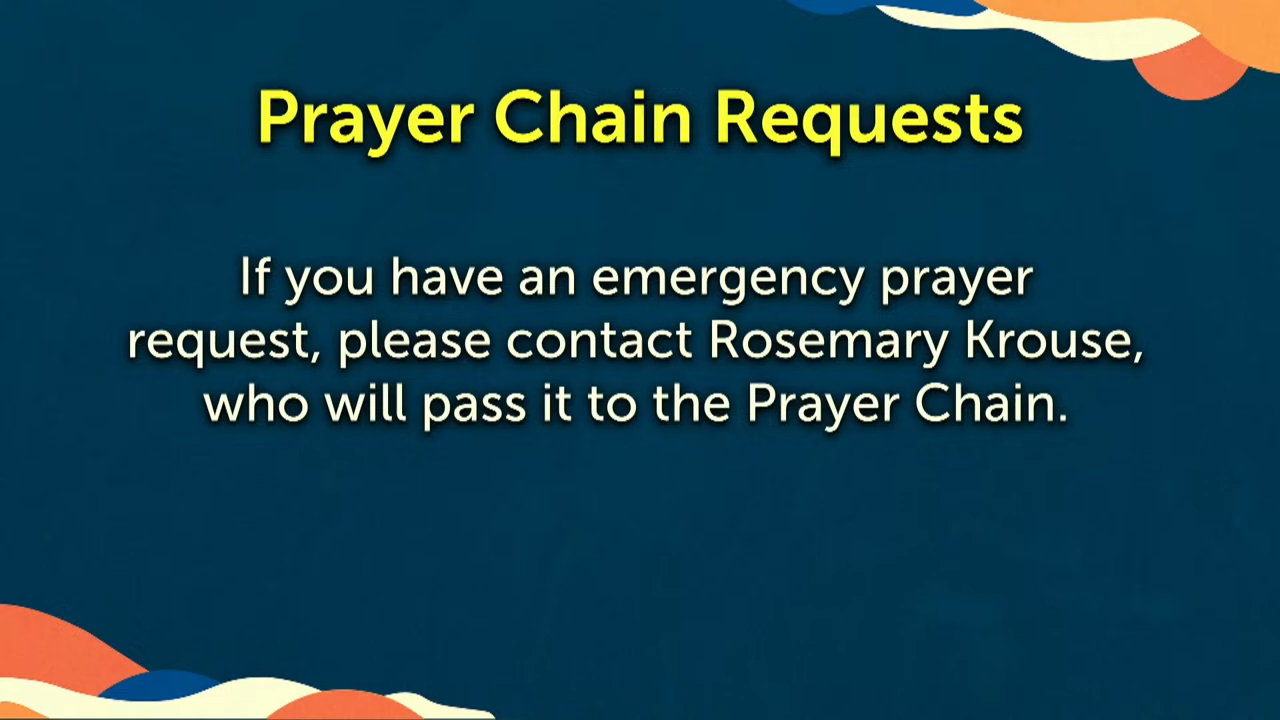 Prayer Chain Requests
If you have an emergency prayer
request, please contact Rosemary Krouse,
who will pass it to the Prayer Chain.